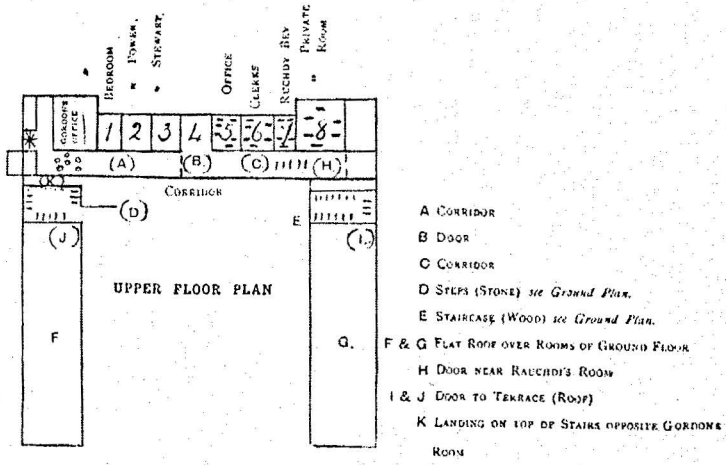 "
BEDROOM
" POWER.
" STEWART.
OFFICE
CLERKS
RUCHDY BEY
PRIVATE
" ROOM
GORDON'S
OFFICE
1 2 3 4 5 6 7 8
(A) (B.) (C) (H.)
(K)
CORRIDOR
(D)
E
(J) (I.)
UPPER FLOOR PLAN
F
G.
A CORRIDOR
B DOOR
C CORRIDOR
D STEPS (STONE) see Ground Plan.
E STAIRCASE (WOOD) see Ground Plan.
F & G FLAT ROOF OVER ROOMS OF GROUND FLOOR
H DOOR NEAR RAUCHDI'S ROOM
I & J DOOR TO TERRACE (ROOF)
K LANDING ON TOP OF STAIRS OPPOSITE GORDONS
ROOM